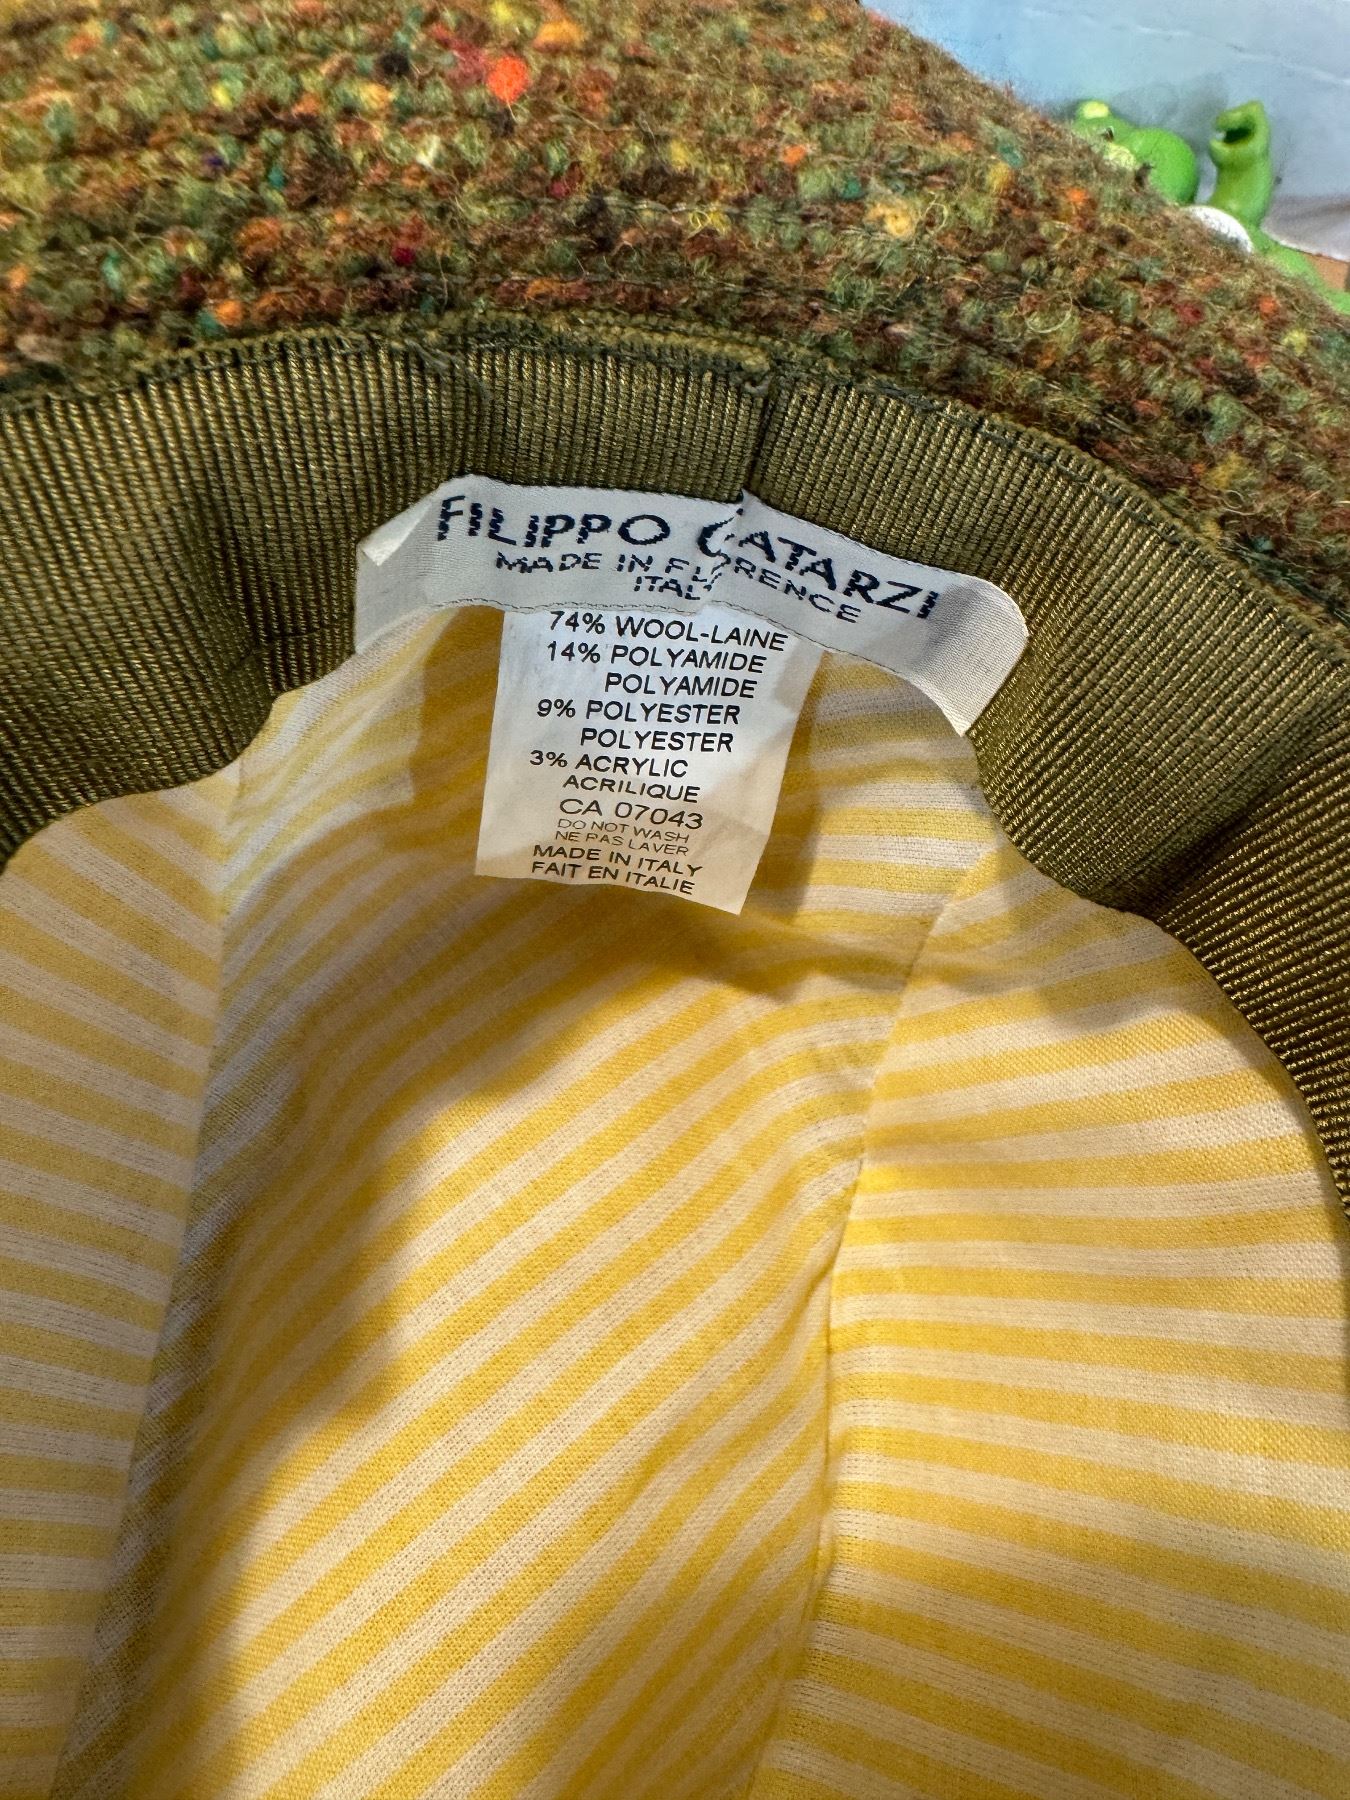 FILIPPO CATARZI
MADE IN FLORENCE
ITALY
74% WOOL-LAINE
14% POLYAMIDE
POLYAMIDE
9% POLYESTER
POLYESTER
3% ACRYLIC
ACRILIQUE
CA 07043
DO NOT WASH
NE PAS LAVER
MADE IN ITALY
FAIT EN ITALIE